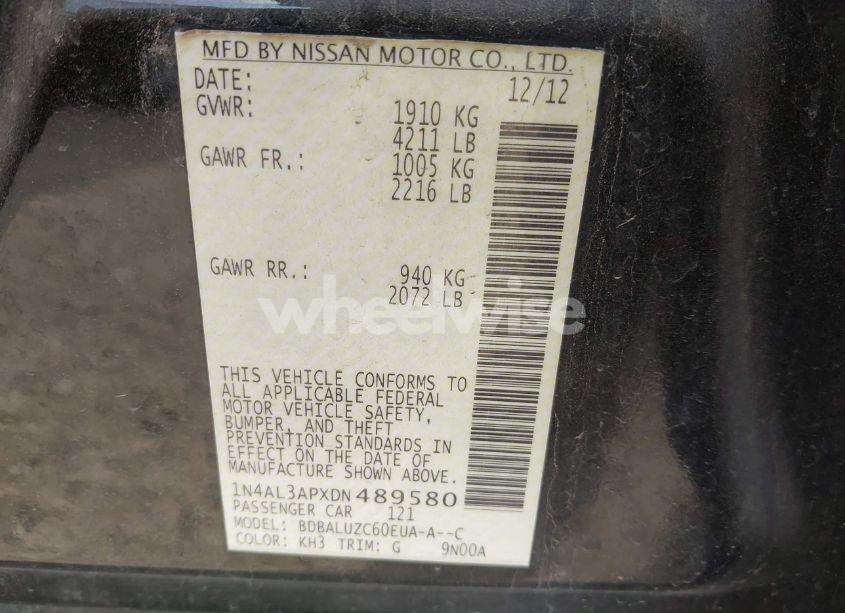 MFD BY NISSAN MOTOR CO., LTD.
DATE: 12/12
GVWR: 1910 KG
4211 LB
GAWR FR.: 1005 KG
2216 LB
GAWR RR.: 940 KG
2072 LB
wheelwise
THIS VEHICLE CONFORMS TO
ALL APPLICABLE FEDERAL
MOTOR VEHICLE SAFETY,
BUMPER, AND THEFT
PREVENTION STANDARDS IN
EFFECT ON THE DATE OF
MANUFACTURE SHOWN ABOVE.
1N4AL3APXDN489580
PASSENGER CAR 121
MODEL: BDBALUZC60EUA-A--C
COLOR: KH3 TRIM: G 9N00A